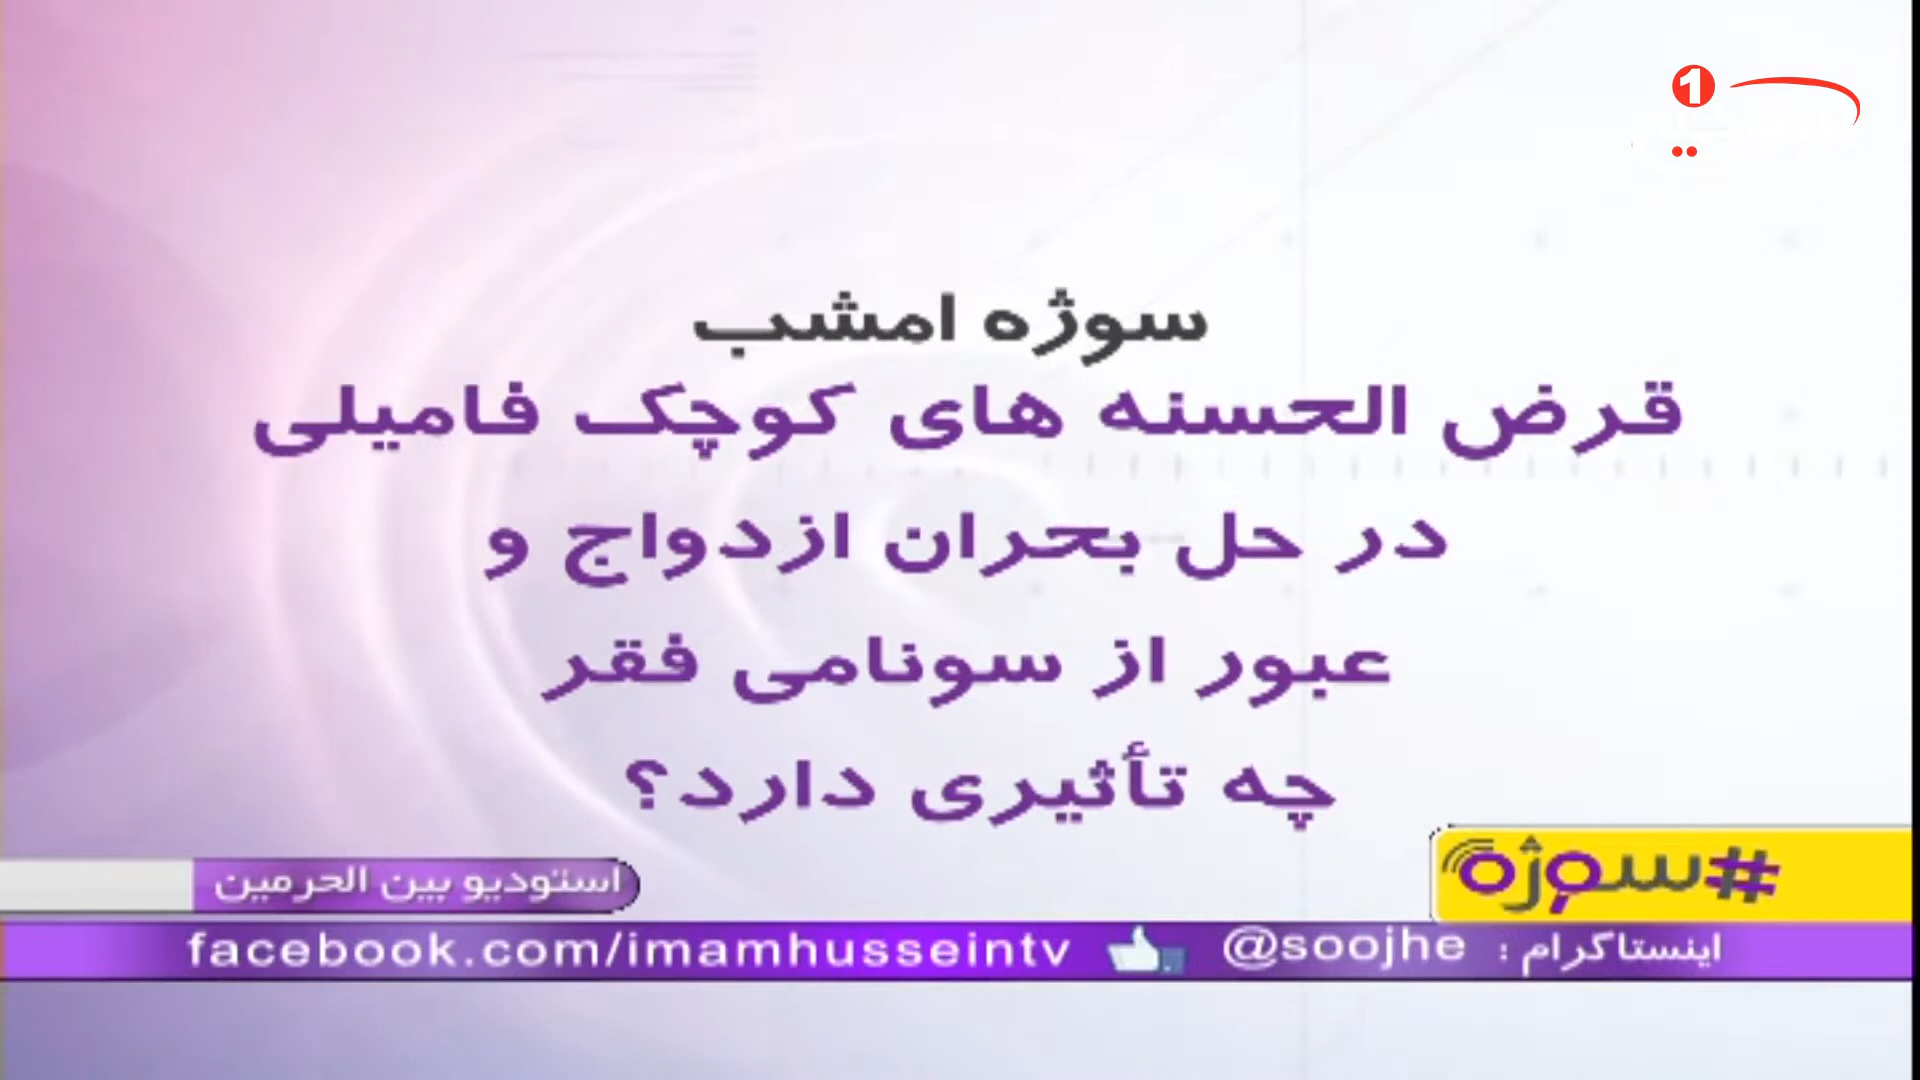 1
سوژه امشب
قرض الحسنه های کوچک فامیلی
در حل بحران ازدواج و
عبور از سونامی فقر
چه تأثیری دارد؟
#سوژه
استودیو بین الحرمین
اینستاگرام : @soojhe facebook.com/imamhusseintv